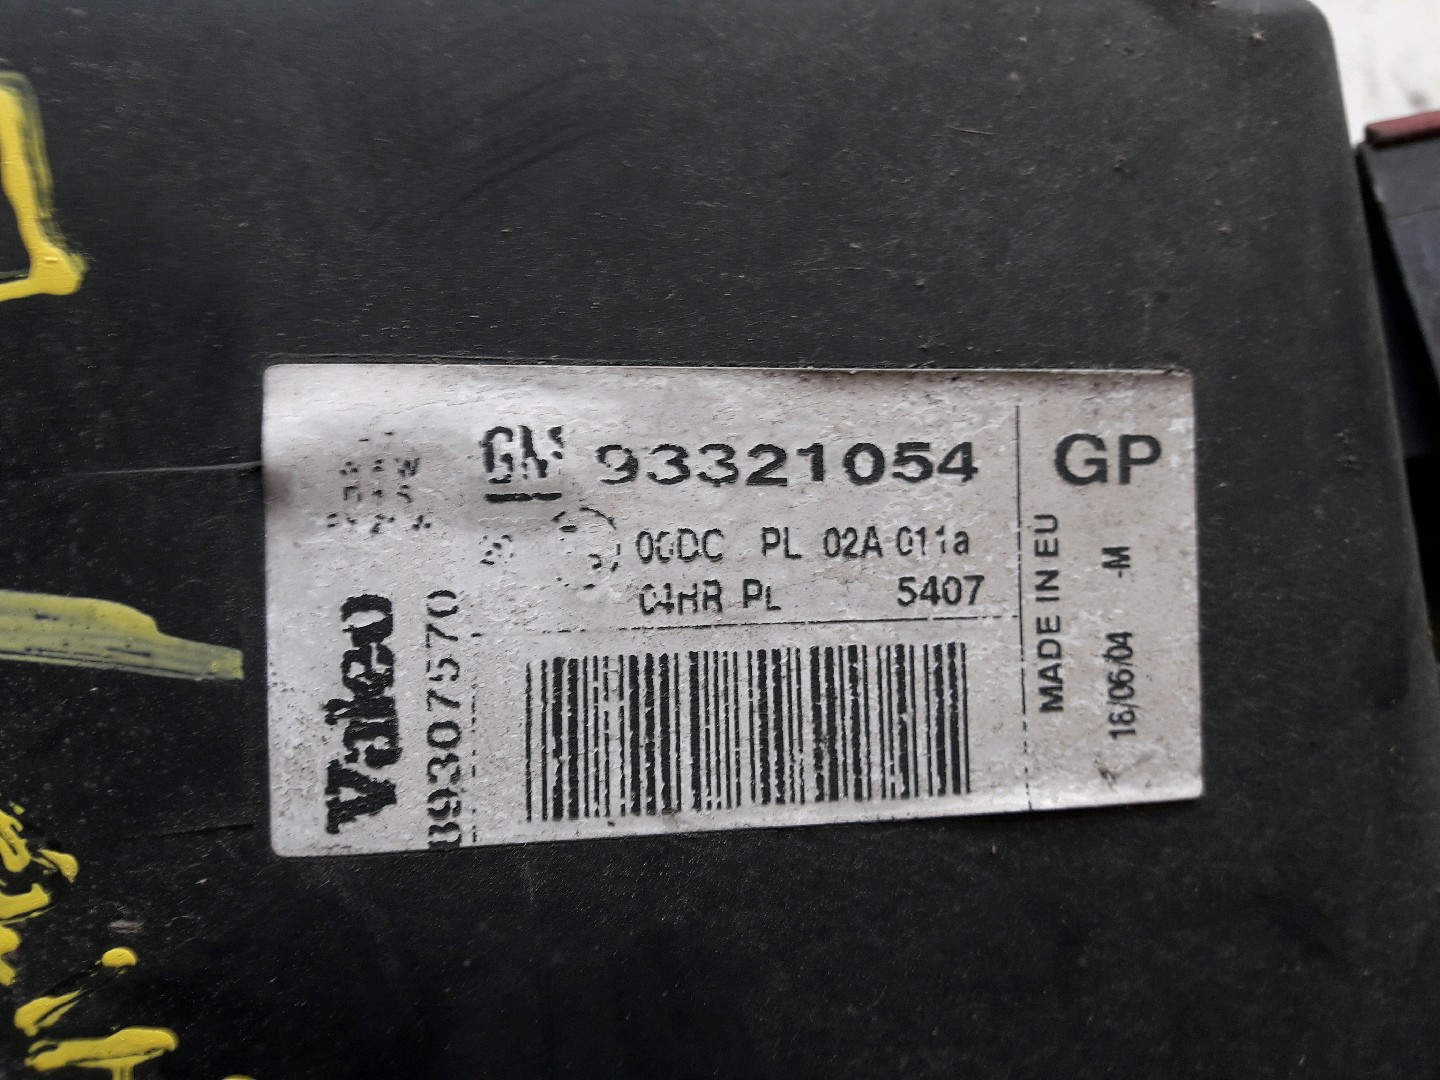 GM 93321054
GP
00DC PL 02A 011a
04HR PL 5407
Valeo
89307570
MADE IN EU
16/06/04 -M